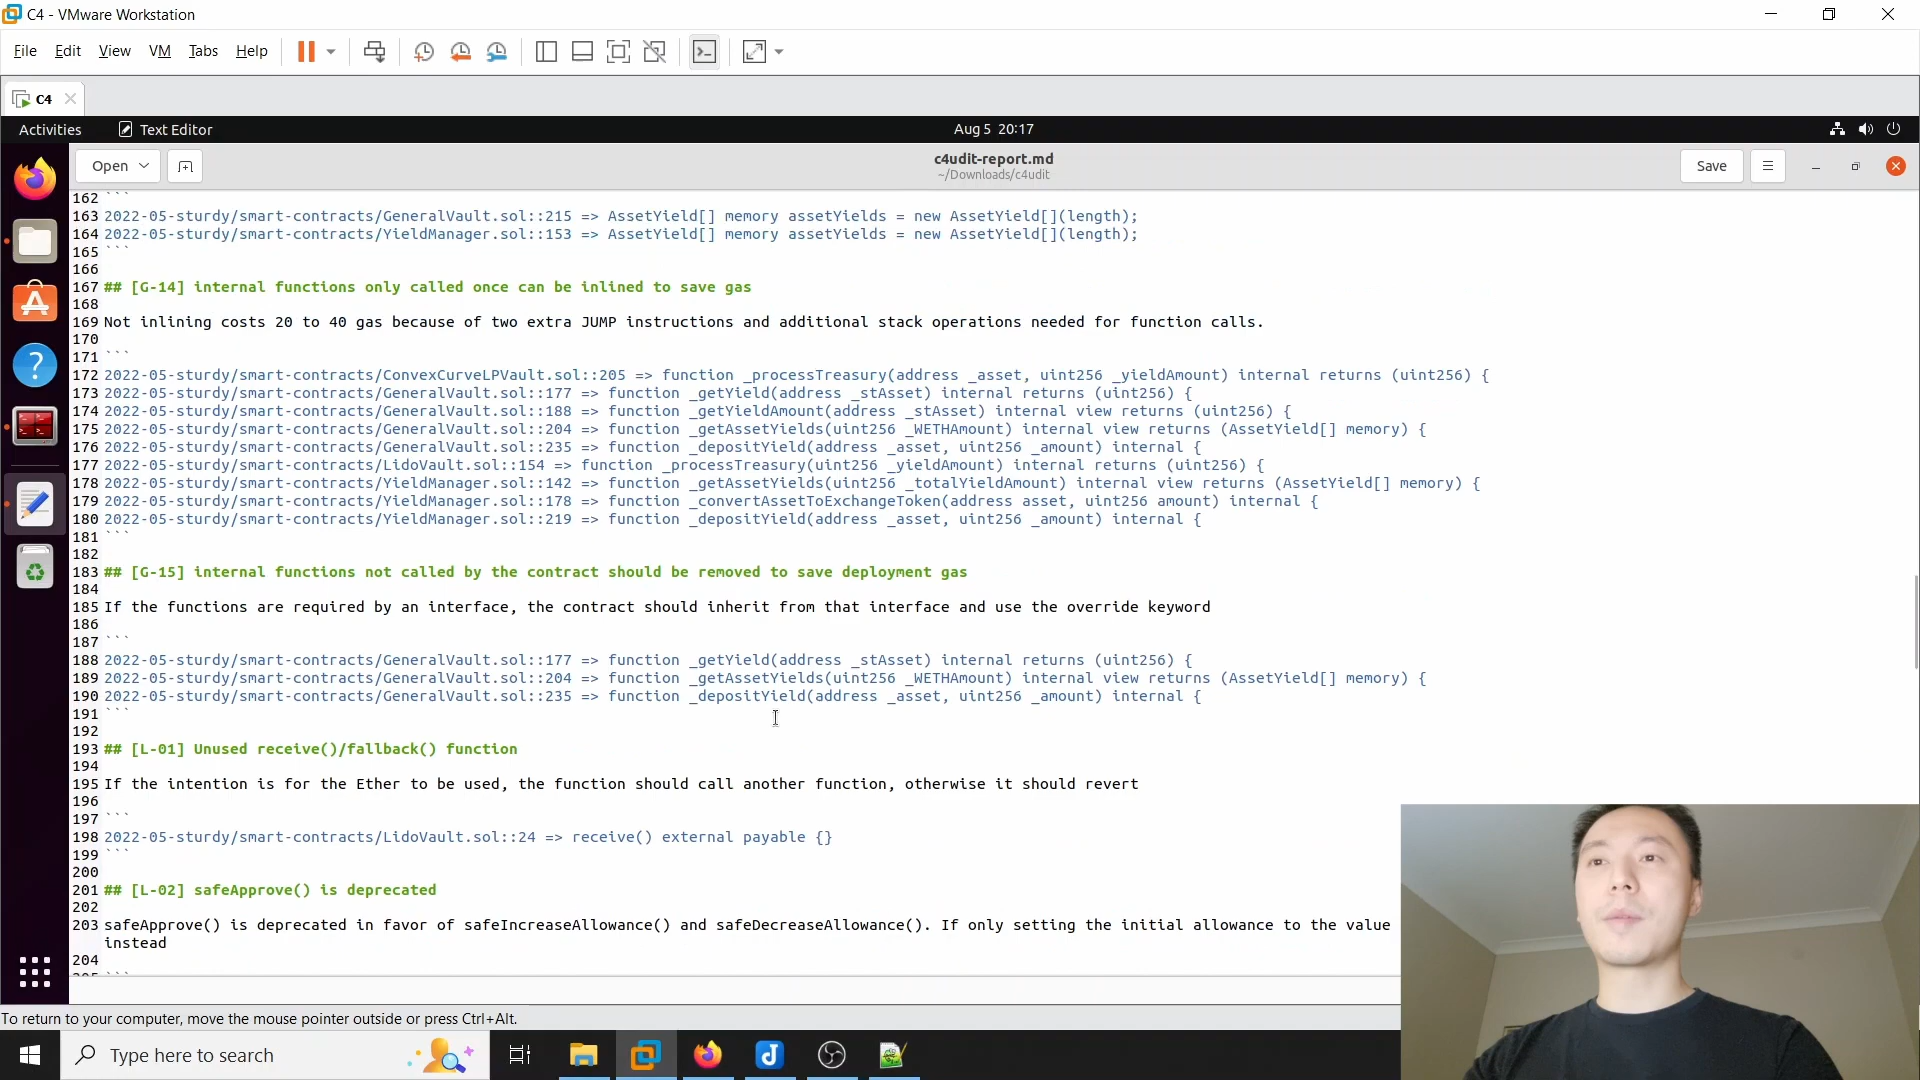 C4 - VMware Workstation
File Edit View VM Tabs Help
C4
Activities Text Editor Aug 5 20:17
Open c4udit-report.md Save
~/Downloads/c4udit
162 ```
163 2022-05-sturdy/smart-contracts/GeneralVault.sol::215 => AssetYield[] memory assetYields = new AssetYield[](length);
164 2022-05-sturdy/smart-contracts/YieldManager.sol::153 => AssetYield[] memory assetYields = new AssetYield[](length);
165 ```
166
167 ## [G-14] internal functions only called once can be inlined to save gas
168
169 Not inlining costs 20 to 40 gas because of two extra JUMP instructions and additional stack operations needed for function calls.
170
171 ```
172 2022-05-sturdy/smart-contracts/ConvexCurveLPVault.sol::205 => function _processTreasury(address _asset, uint256 _yieldAmount) internal returns (uint256) {
173 2022-05-sturdy/smart-contracts/GeneralVault.sol::177 => function _getYield(address _stAsset) internal returns (uint256) {
174 2022-05-sturdy/smart-contracts/GeneralVault.sol::188 => function _getYieldAmount(address _stAsset) internal view returns (uint256) {
175 2022-05-sturdy/smart-contracts/GeneralVault.sol::204 => function _getAssetYields(uint256 _WETHAmount) internal view returns (AssetYield[] memory) {
176 2022-05-sturdy/smart-contracts/GeneralVault.sol::235 => function _depositYield(address _asset, uint256 _amount) internal {
177 2022-05-sturdy/smart-contracts/LidoVault.sol::154 => function _processTreasury(uint256 _yieldAmount) internal returns (uint256) {
178 2022-05-sturdy/smart-contracts/YieldManager.sol::142 => function _getAssetYields(uint256 _totalYieldAmount) internal view returns (AssetYield[] memory) {
179 2022-05-sturdy/smart-contracts/YieldManager.sol::178 => function _convertAssetToExchangeToken(address asset, uint256 amount) internal {
180 2022-05-sturdy/smart-contracts/YieldManager.sol::219 => function _depositYield(address _asset, uint256 _amount) internal {
181 ```
182
183 ## [G-15] internal functions not called by the contract should be removed to save deployment gas
184
185 If the functions are required by an interface, the contract should inherit from that interface and use the override keyword
186
187 ```
188 2022-05-sturdy/smart-contracts/GeneralVault.sol::177 => function _getYield(address _stAsset) internal returns (uint256) {
189 2022-05-sturdy/smart-contracts/GeneralVault.sol::204 => function _getAssetYields(uint256 _WETHAmount) internal view returns (AssetYield[] memory) {
190 2022-05-sturdy/smart-contracts/GeneralVault.sol::235 => function _depositYield(address _asset, uint256 _amount) internal {
191 ```
192
193 ## [L-01] Unused receive()/fallback() function
194
195 If the intention is for the Ether to be used, the function should call another function, otherwise it should revert
196
197 ```
198 2022-05-sturdy/smart-contracts/LidoVault.sol::24 => receive() external payable {}
199 ```
200
201 ## [L-02] safeApprove() is deprecated
202
203 safeApprove() is deprecated in favor of safeIncreaseAllowance() and safeDecreaseAllowance(). If only setting the initial allowance to the value
instead
204
To return to your computer, move the mouse pointer outside or press Ctrl+Alt.
Type here to search